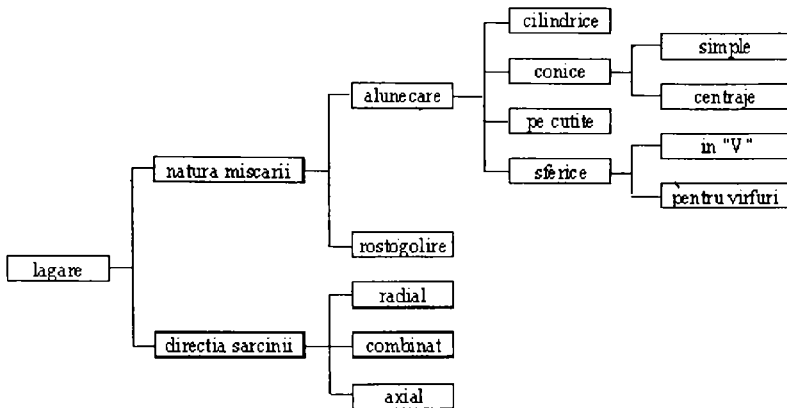 cilindrice
simple
conice
alunecare
centraje
pe cutite
in "V"
natura miscarii
sferice
pentru virfuri
rostogolire
lagare
radial
directia sarcinii
combinat
axial